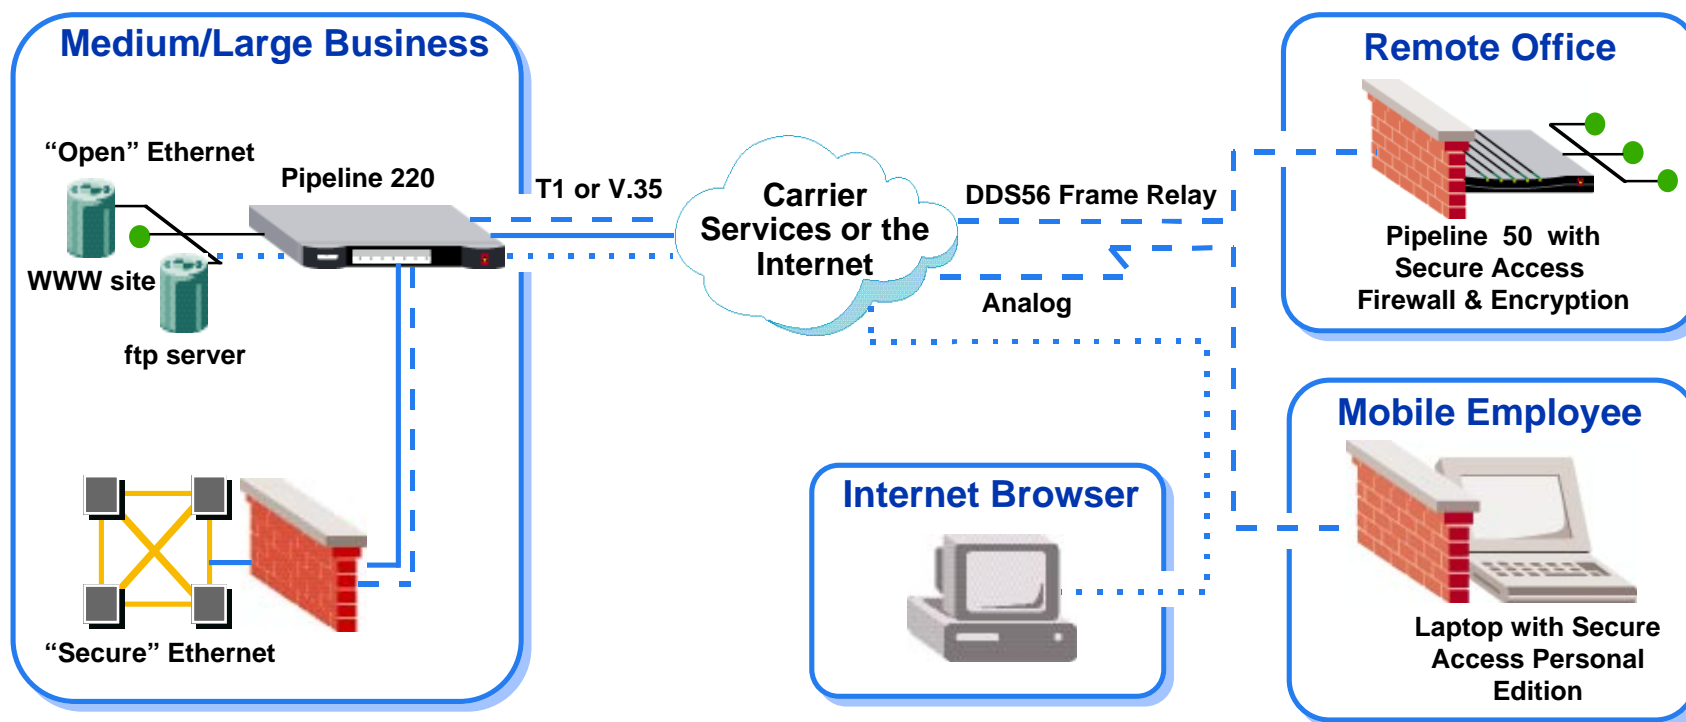 Medium/Large Business
“Open” Ethernet
Pipeline 220
WWW site
ftp server
“Secure” Ethernet
T1 or V.35
Carrier
Services or the
Internet
DDS56 Frame Relay
Analog
Internet Browser
Remote Office
Pipeline 50 with
Secure Access
Firewall & Encryption
Mobile Employee
Laptop with Secure
Access Personal
Edition